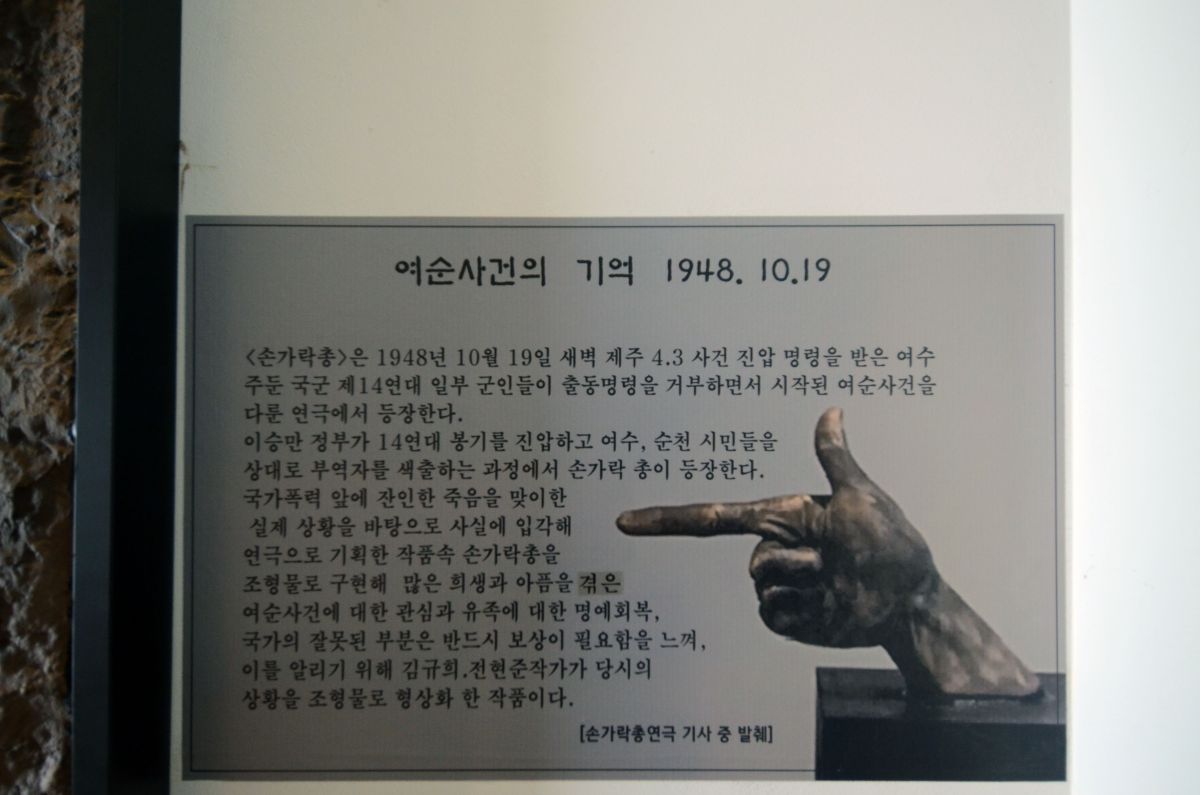 여순사건의 기억 1948. 10.19
<손가락총>은 1948년 10월 19일 새벽 제주 4.3 사건 진압 명령을 받은 여수
주둔 국군 제14연대 일부 군인들이 출동명령을 거부하면서 시작된 여순사건을
다룬 연극에서 등장한다.
이승만 정부가 14연대 봉기를 진압하고 여수, 순천 시민들을
상대로 부역자를 색출하는 과정에서 손가락 총이 등장한다.
국가폭력 앞에 잔인한 죽음을 맞이한
실제 상황을 바탕으로 사실에 입각해
연극으로 기획한 작품속 손가락총을
조형물로 구현해 많은 희생과 아픔을 겪은
여순사건에 대한 관심과 유족에 대한 명예회복,
국가의 잘못된 부분은 반드시 보상이 필요함을 느껴,
이를 알리기 위해 김규희.전현준작가가 당시의
상황을 조형물로 형상화 한 작품이다.
[손가락총연극 기사 중 발췌]